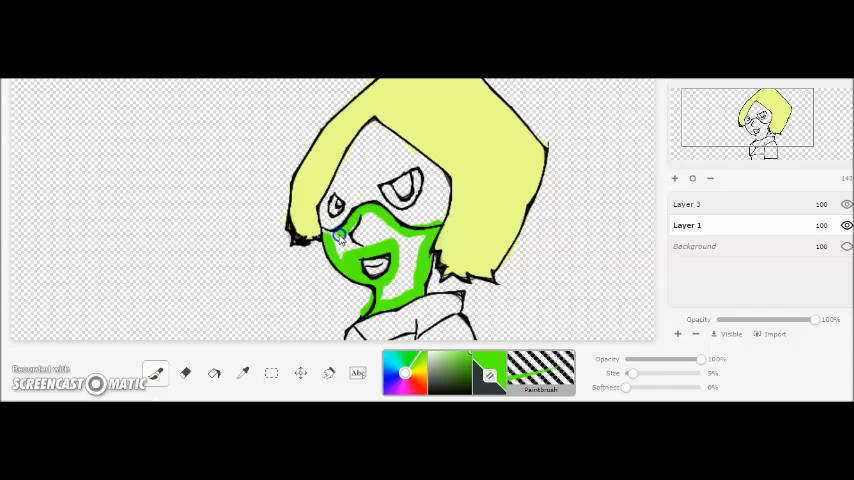 140
Layer 3 100
Layer 1 100
Background 100
Opacity 100%
Visible Import
Recorded with
SCREENCAST-O-MATIC
Abc
Paintbrush
Opacity 100%
Size 9%
Softness 0%